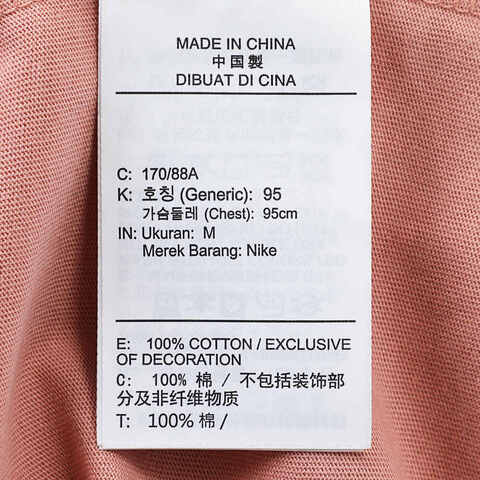 MADE IN CHINA
中国製
DIBUAT DI CINA
C: 170/88A
K: 호칭 (Generic): 95
가슴둘레 (Chest): 95cm
IN: Ukuran: M
Merek Barang: Nike
E: 100% COTTON / EXCLUSIVE
OF DECORATION
C: 100% 棉 / 不包括装饰部
分及非纤维物质
T: 100% 棉 /